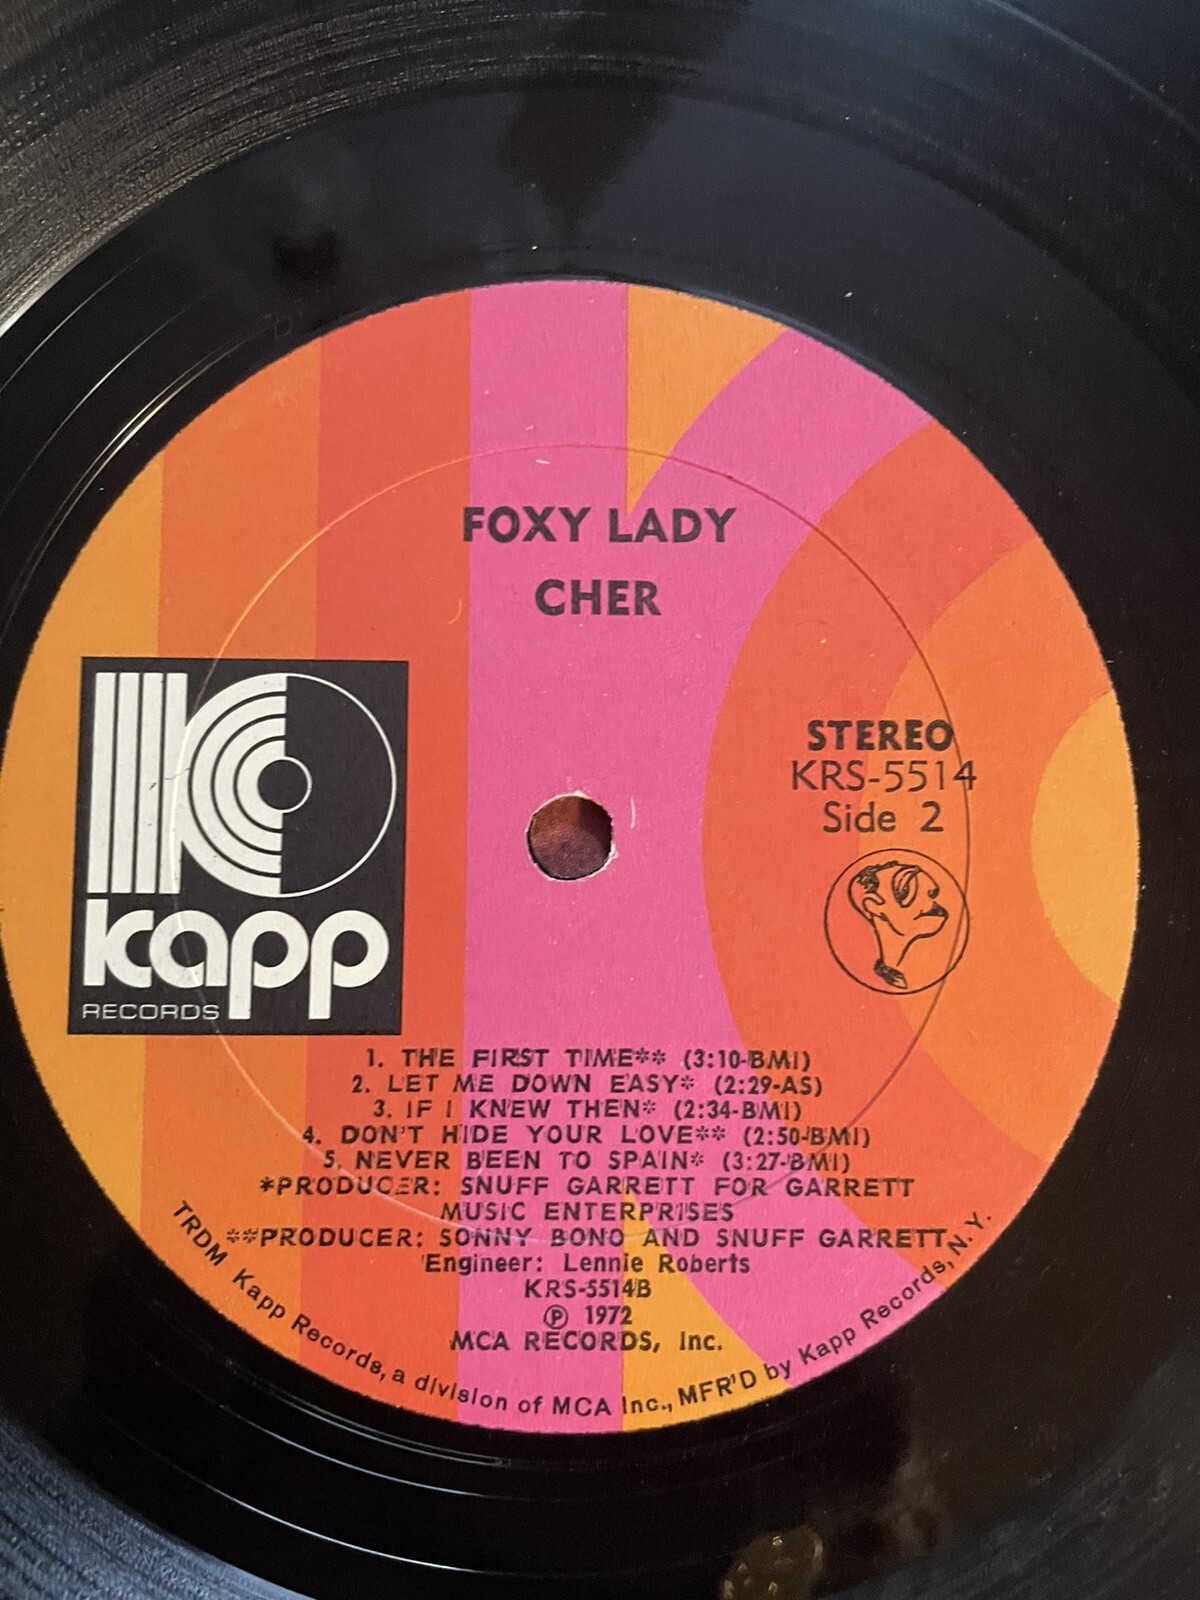 FOXY LADY
CHER
kapp
RECORDS
STEREO
KRS-5514
Side 2
1. THE FIRST TIME** (3:10-BMI)
2. LET ME DOWN EASY* (2:29-AS)
3. IF I KNEW THEN* (2:34-BMI)
4. DON'T HIDE YOUR LOVE** (2:50-BMI)
5. NEVER BEEN TO SPAIN* (3:27-BMI)
*PRODUCER: SNUFF GARRETT FOR GARRETT
MUSIC ENTERPRISES
**PRODUCER: SONNY BONO AND SNUFF GARRETT
Engineer: Lennie Roberts
KRS-5514B
℗ 1972
MCA RECORDS, Inc.
TRDM Kapp Records, a division of MCA Inc., MFR'D by Kapp Records, N.Y.